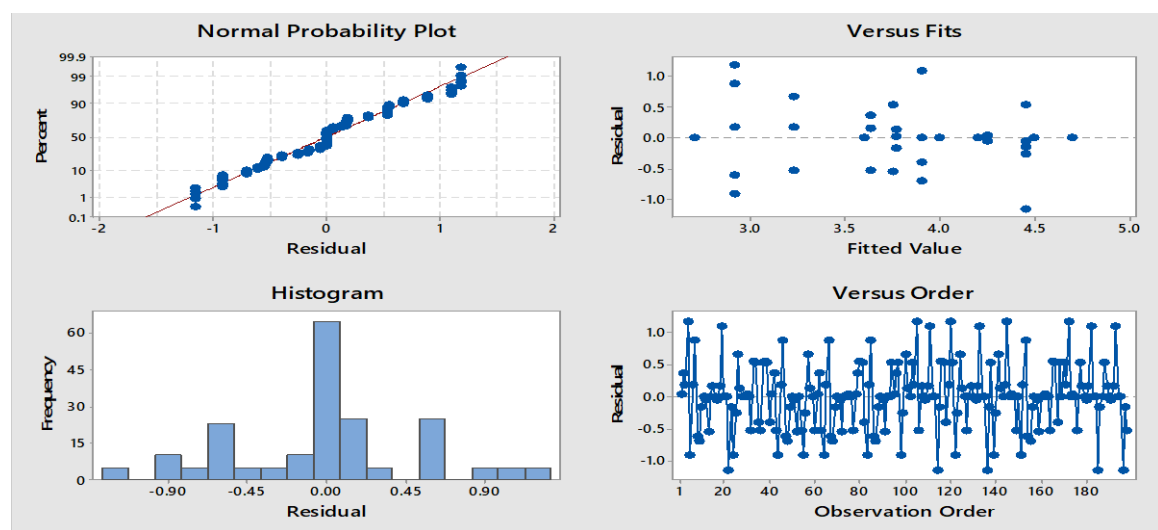 Normal Probability Plot
99.9
99
90
50
10
1
0.1
Percent
-2 -1 0 1 2
Residual
Versus Fits
1.0
0.5
0.0
-0.5
-1.0
Residual
3.0 3.5 4.0 4.5 5.0
Fitted Value
Histogram
60
45
30
15
0
Frequency
-0.90 -0.45 0.00 0.45 0.90
Residual
Versus Order
1.0
0.5
0.0
-0.5
-1.0
Residual
1 20 40 60 80 100 120 140 160 180
Observation Order